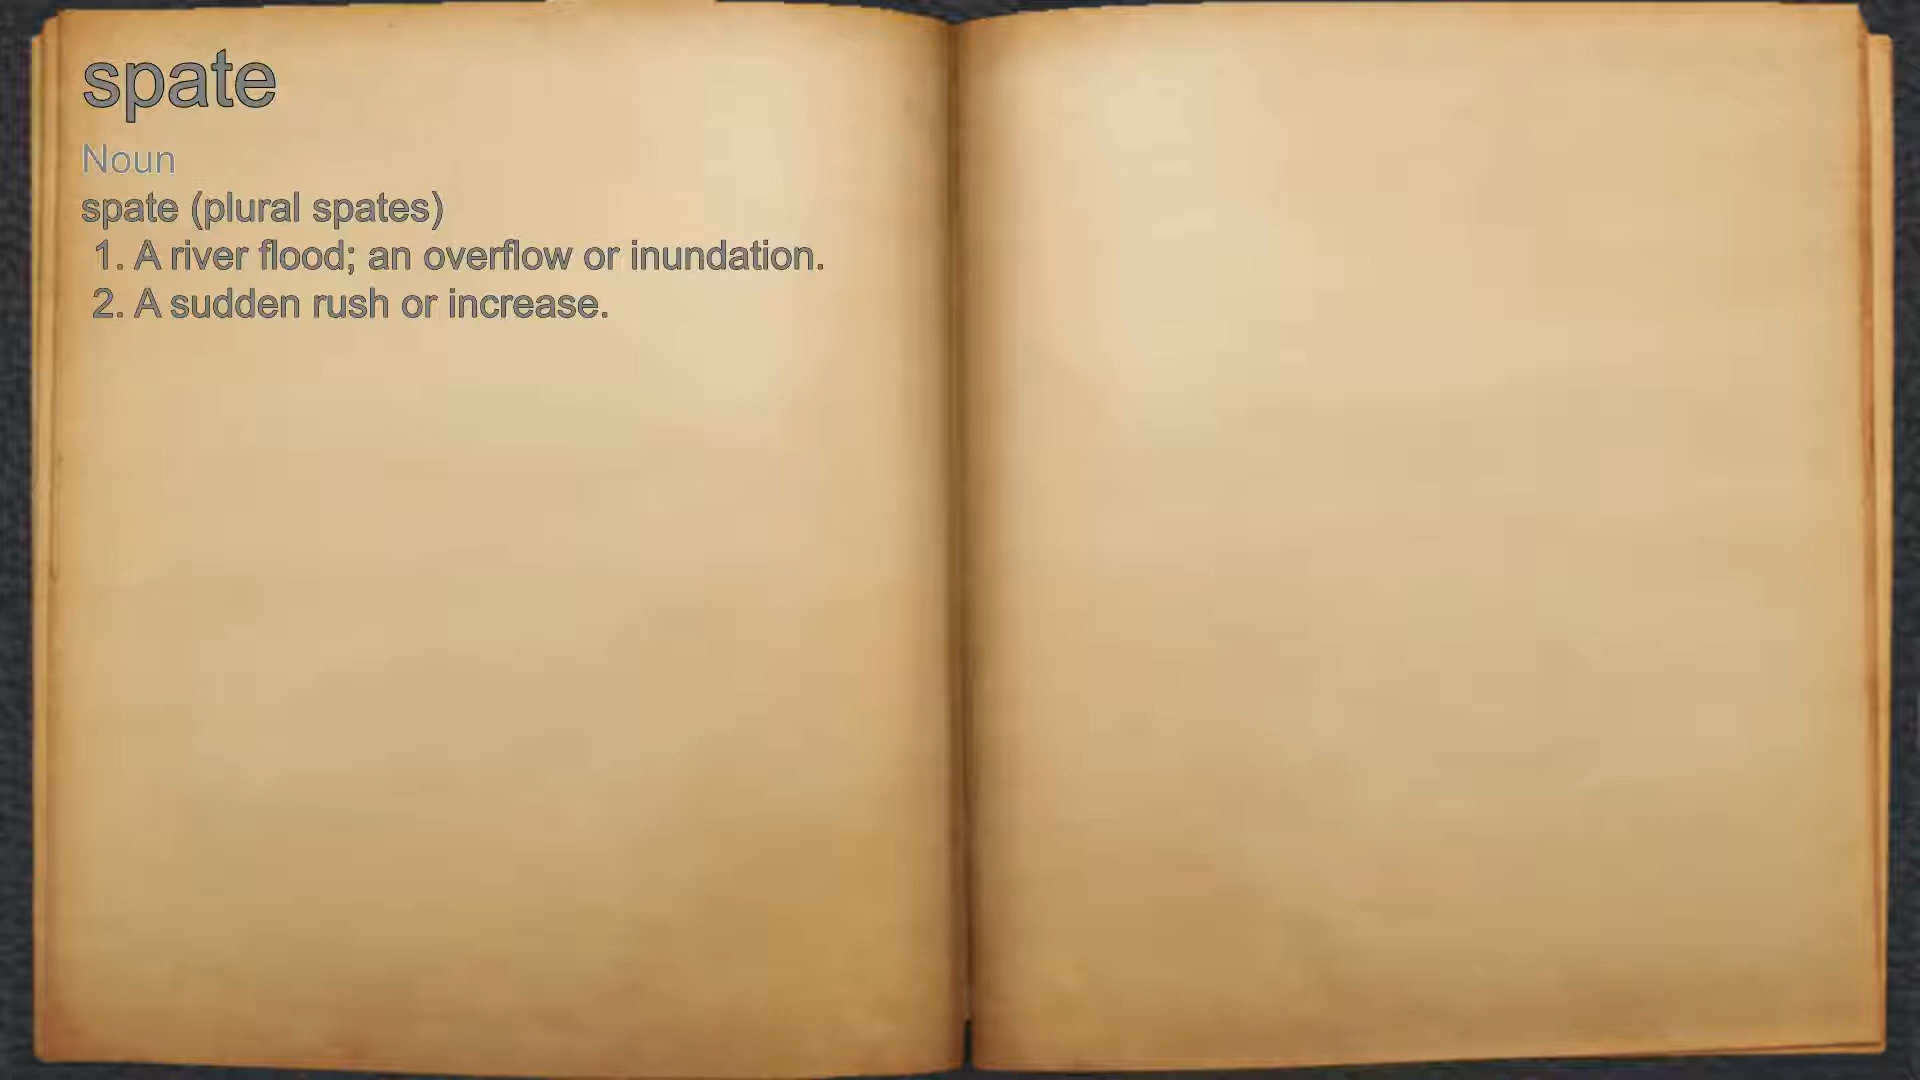 spate
Noun
spate (plural spates)
1. A river flood; an overflow or inundation.
2. A sudden rush or increase.